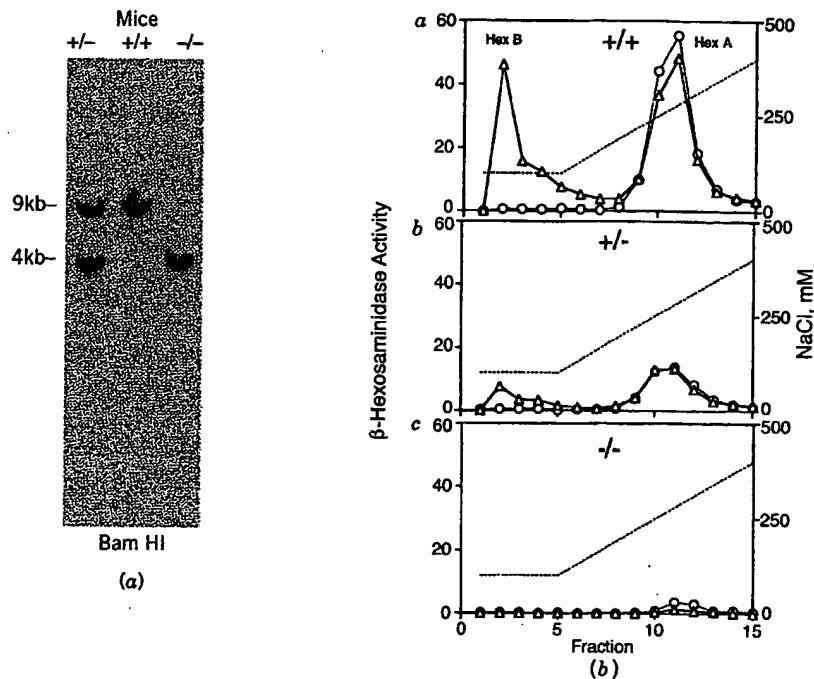 Mice
+/- +/+ -/-
9kb-
4kb-
Bam HI
(a)
β-Hexosaminidase Activity
NaCl, mM
a
60
40
20
0
Hex B
+/+
Hex A
500
250
0
b
60
40
20
0
+/-
500
250
0
c
60
40
20
0
-/-
500
250
0
0 5 10 15
Fraction
(b)